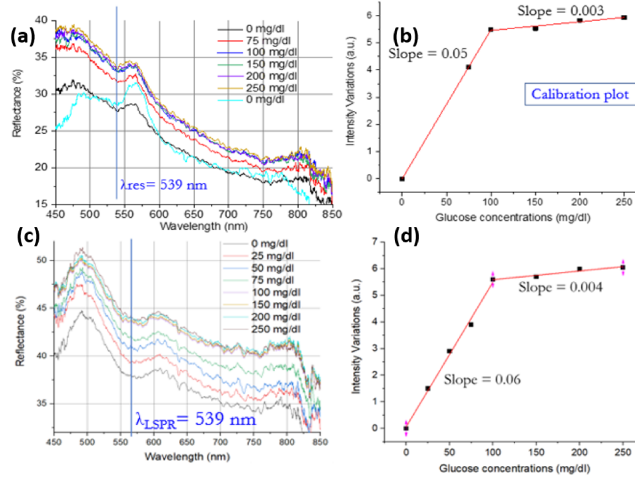 (a)
40
35
30
25
20
15
Reflectance (%)
0 mg/dl
75 mg/dl
100 mg/dl
150 mg/dl
200 mg/dl
250 mg/dl
0 mg/dl
λres= 539 nm
450 500 550 600 650 700 750 800 850
Wavelength (nm)
(b)
6
5
4
3
2
1
0
Intensity Variations (a.u.)
Slope = 0.003
Slope = 0.05
Calibration plot
0 50 100 150 200 250
Glucose concentrations (mg/dl)
(c)
50
45
40
35
Reflectance (%)
0 mg/dl
25 mg/dl
50 mg/dl
75 mg/dl
100 mg/dl
150 mg/dl
200 mg/dl
250 mg/dl
λLSPR= 539 nm
450 500 550 600 650 700 750 800 850
Wavelength (nm)
(d)
7
6
5
4
3
2
1
0
Intensity Variations (a.u.)
Slope = 0.004
Slope = 0.06
0 50 100 150 200 250
Glucose concentrations (mg/dl)